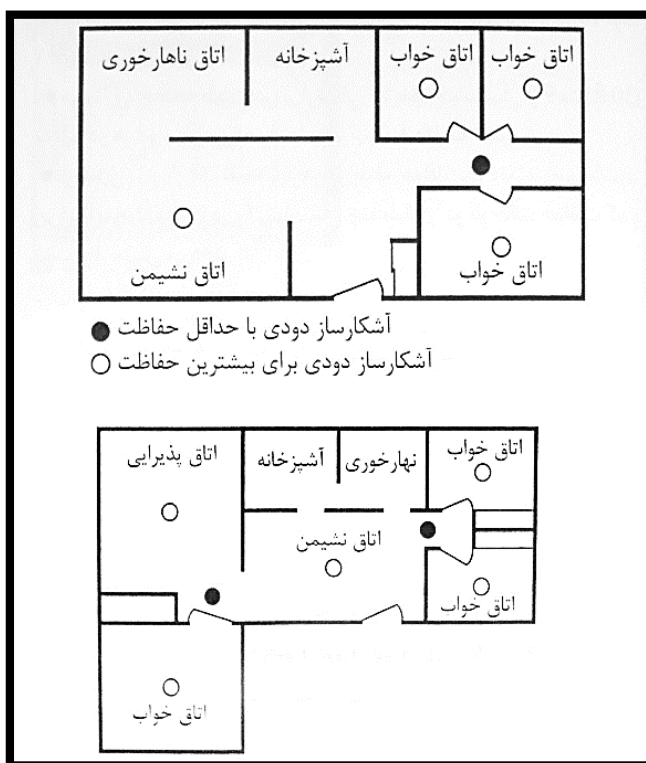 اتاق خواب
اتاق خواب
آشپزخانه
اتاق ناهارخوری
اتاق نشیمن
اتاق خواب
آشکارساز دودی با حداقل حفاظت
آشکارساز دودی برای بیشترین حفاظت
اتاق خواب
نهارخوری
آشپزخانه
اتاق پذیرایی
اتاق نشیمن
اتاق خواب
اتاق خواب